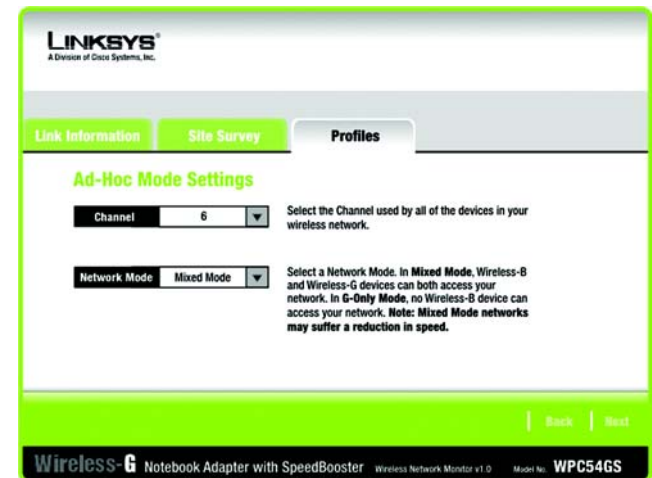 LINKSYS®
A Division of Cisco Systems, Inc.
Link Information
Site Survey
Profiles
Ad-Hoc Mode Settings
Channel
6
Select the Channel used by all of the devices in your
wireless network.
Network Mode
Mixed Mode
Select a Network Mode. In Mixed Mode, Wireless-B
and Wireless-G devices can both access your
network. In G-Only Mode, no Wireless-B device can
access your network. Note: Mixed Mode networks
may suffer a reduction in speed.
Back
Next
Wireless-G Notebook Adapter with SpeedBooster Wireless Network Monitor v1.0 Model No. WPC54GS